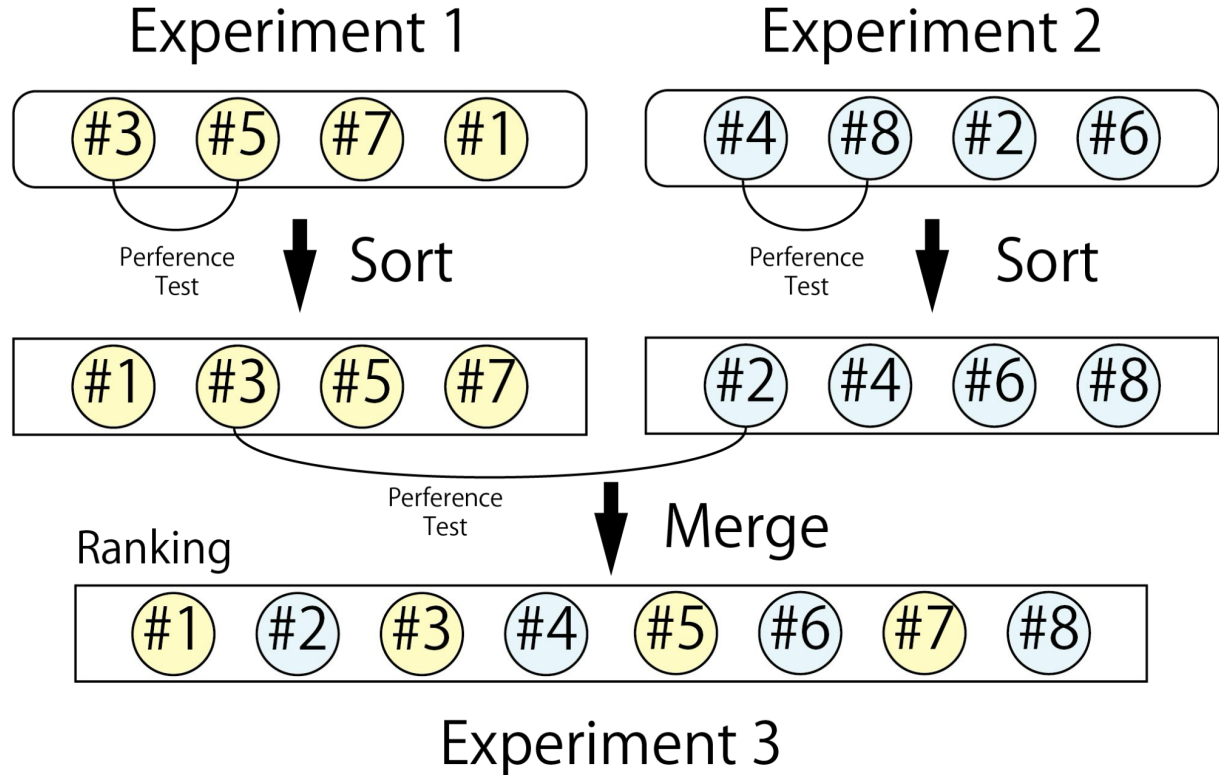 Experiment 1
Experiment 2
#3 #5 #7 #1
#4 #8 #2 #6
Perference
Test
Sort
Perference
Test
Sort
#1 #3 #5 #7
#2 #4 #6 #8
Perference
Test
Merge
Ranking
#1 #2 #3 #4 #5 #6 #7 #8
Experiment 3